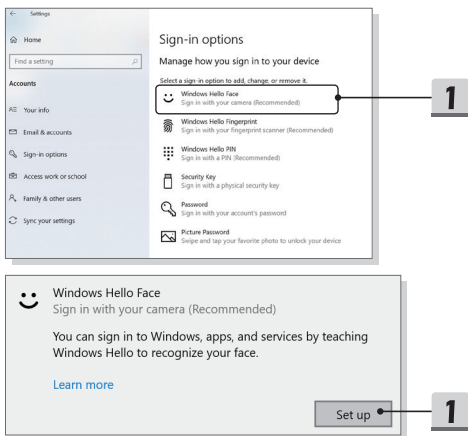 Settings
Home
Find a setting
Accounts
Your info
Email & accounts
Sign-in options
Access work or school
Family & other users
Sync your settings
Sign-in options
Manage how you sign in to your device
Select a sign-in option to add, change, or remove it.
Windows Hello Face
Sign in with your camera (Recommended)
Windows Hello Fingerprint
Sign in with your fingerprint scanner (Recommended)
Windows Hello PIN
Sign in with a PIN (Recommended)
Security Key
Sign in with a physical security key
Password
Sign in with your account's password
Picture Password
Swipe and tap your favorite photo to unlock your device
1
Windows Hello Face
Sign in with your camera (Recommended)
You can sign in to Windows, apps, and services by teaching
Windows Hello to recognize your face.
Learn more
Set up
1